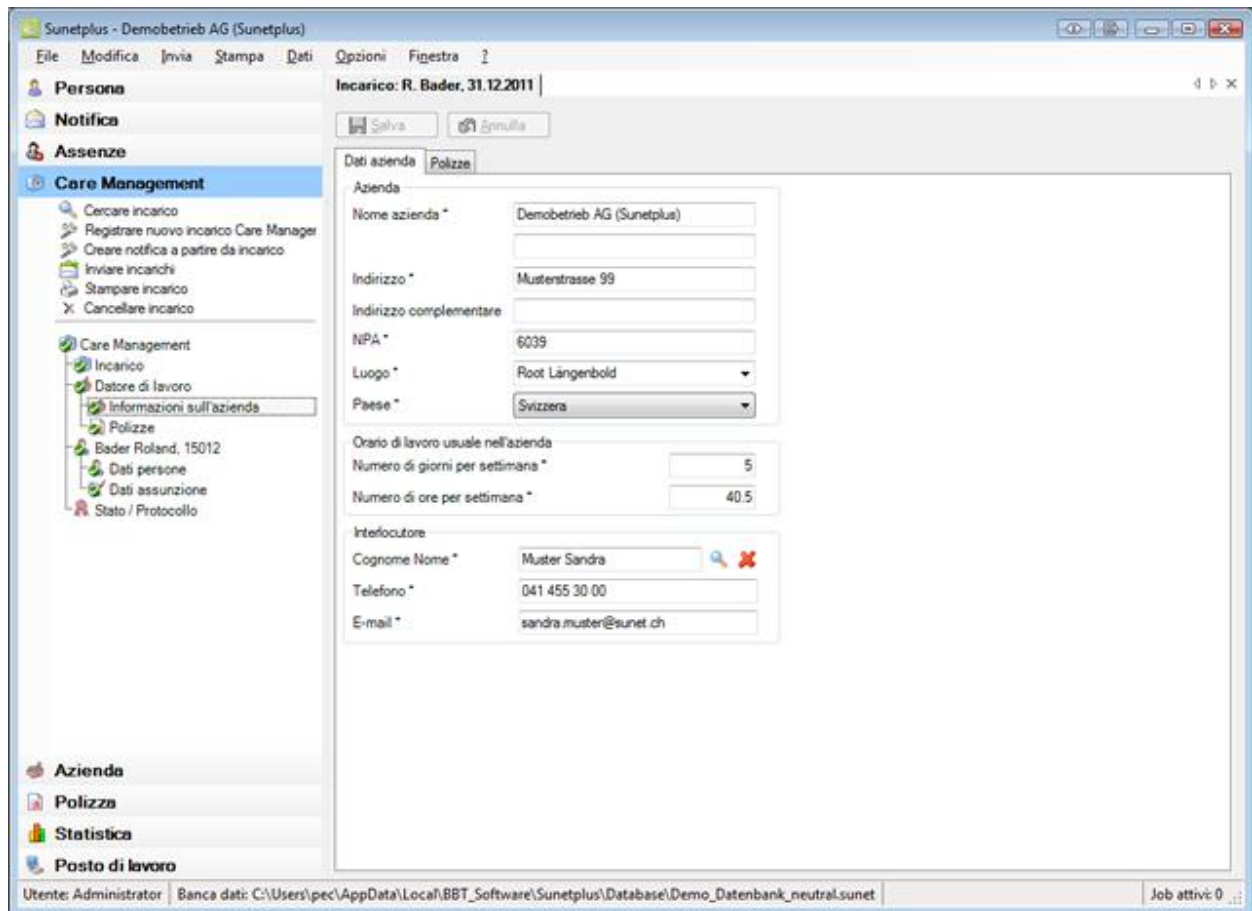 Sunetplus - Demobetrieb AG (Sunetplus)
File Modifica Invia Stampa Dati Opzioni Finestra ?
Persona
Notifica
Assenze
Care Management
Cercare incarico
Registrare nuovo incarico Care Manager
Creare notifica a partire da incarico
Inviare incarichi
Stampare incarico
Cancellare incarico
Care Management
Incarico
Datore di lavoro
Informazioni sull'azienda
Polizze
Bader Roland, 15012
Dati persone
Dati assunzione
Stato / Protocollo
Azienda
Polizza
Statistica
Posto di lavoro
Incarico: R. Bader, 31.12.2011
Salva Annulla
Dati azienda Polizze
Azienda
Nome azienda * Demobetrieb AG (Sunetplus)
Indirizzo * Musterstrasse 99
Indirizzo complementare
NPA * 6039
Luogo * Root Längenbold
Paese * Svizzera
Orario di lavoro usuale nell'azienda
Numero di giorni per settimana * 5
Numero di ore per settimana * 40.5
Interlocutore
Cognome Nome * Muster Sandra
Telefono * 041 455 30 00
E-mail * sandra.muster@sunet.ch
Utente: Administrator Banca dati: C:\Users\pec\AppData\Local\BBT_Software\Sunetplus\Database\Demo_Datenbank_neutral.sunet Job attivi: 0